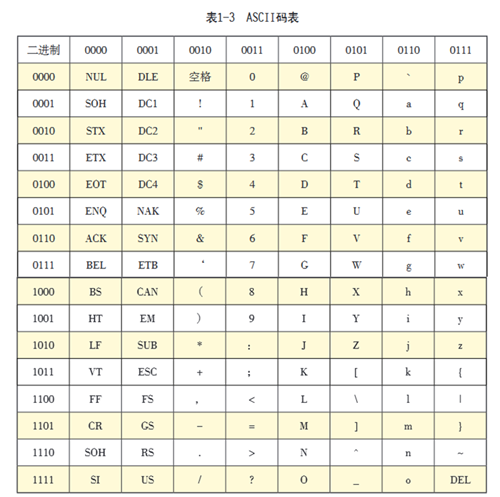 表1-3 ASCII码表
二进制 0000 0001 0010 0011 0100 0101 0110 0111
0000 NUL DLE 空格 0 @ P ` p
0001 SOH DC1 ! 1 A Q a q
0010 STX DC2 " 2 B R b r
0011 ETX DC3 # 3 C S c s
0100 EOT DC4 $ 4 D T d t
0101 ENQ NAK % 5 E U e u
0110 ACK SYN & 6 F V f v
0111 BEL ETB ‘ 7 G W g w
1000 BS CAN ( 8 H X h x
1001 HT EM ) 9 I Y i y
1010 LF SUB * : J Z j z
1011 VT ESC + ; K [ k {
1100 FF FS , < L \ l |
1101 CR GS - = M ] m }
1110 SOH RS . > N ^ n ~
1111 SI US / ? O _ o DEL